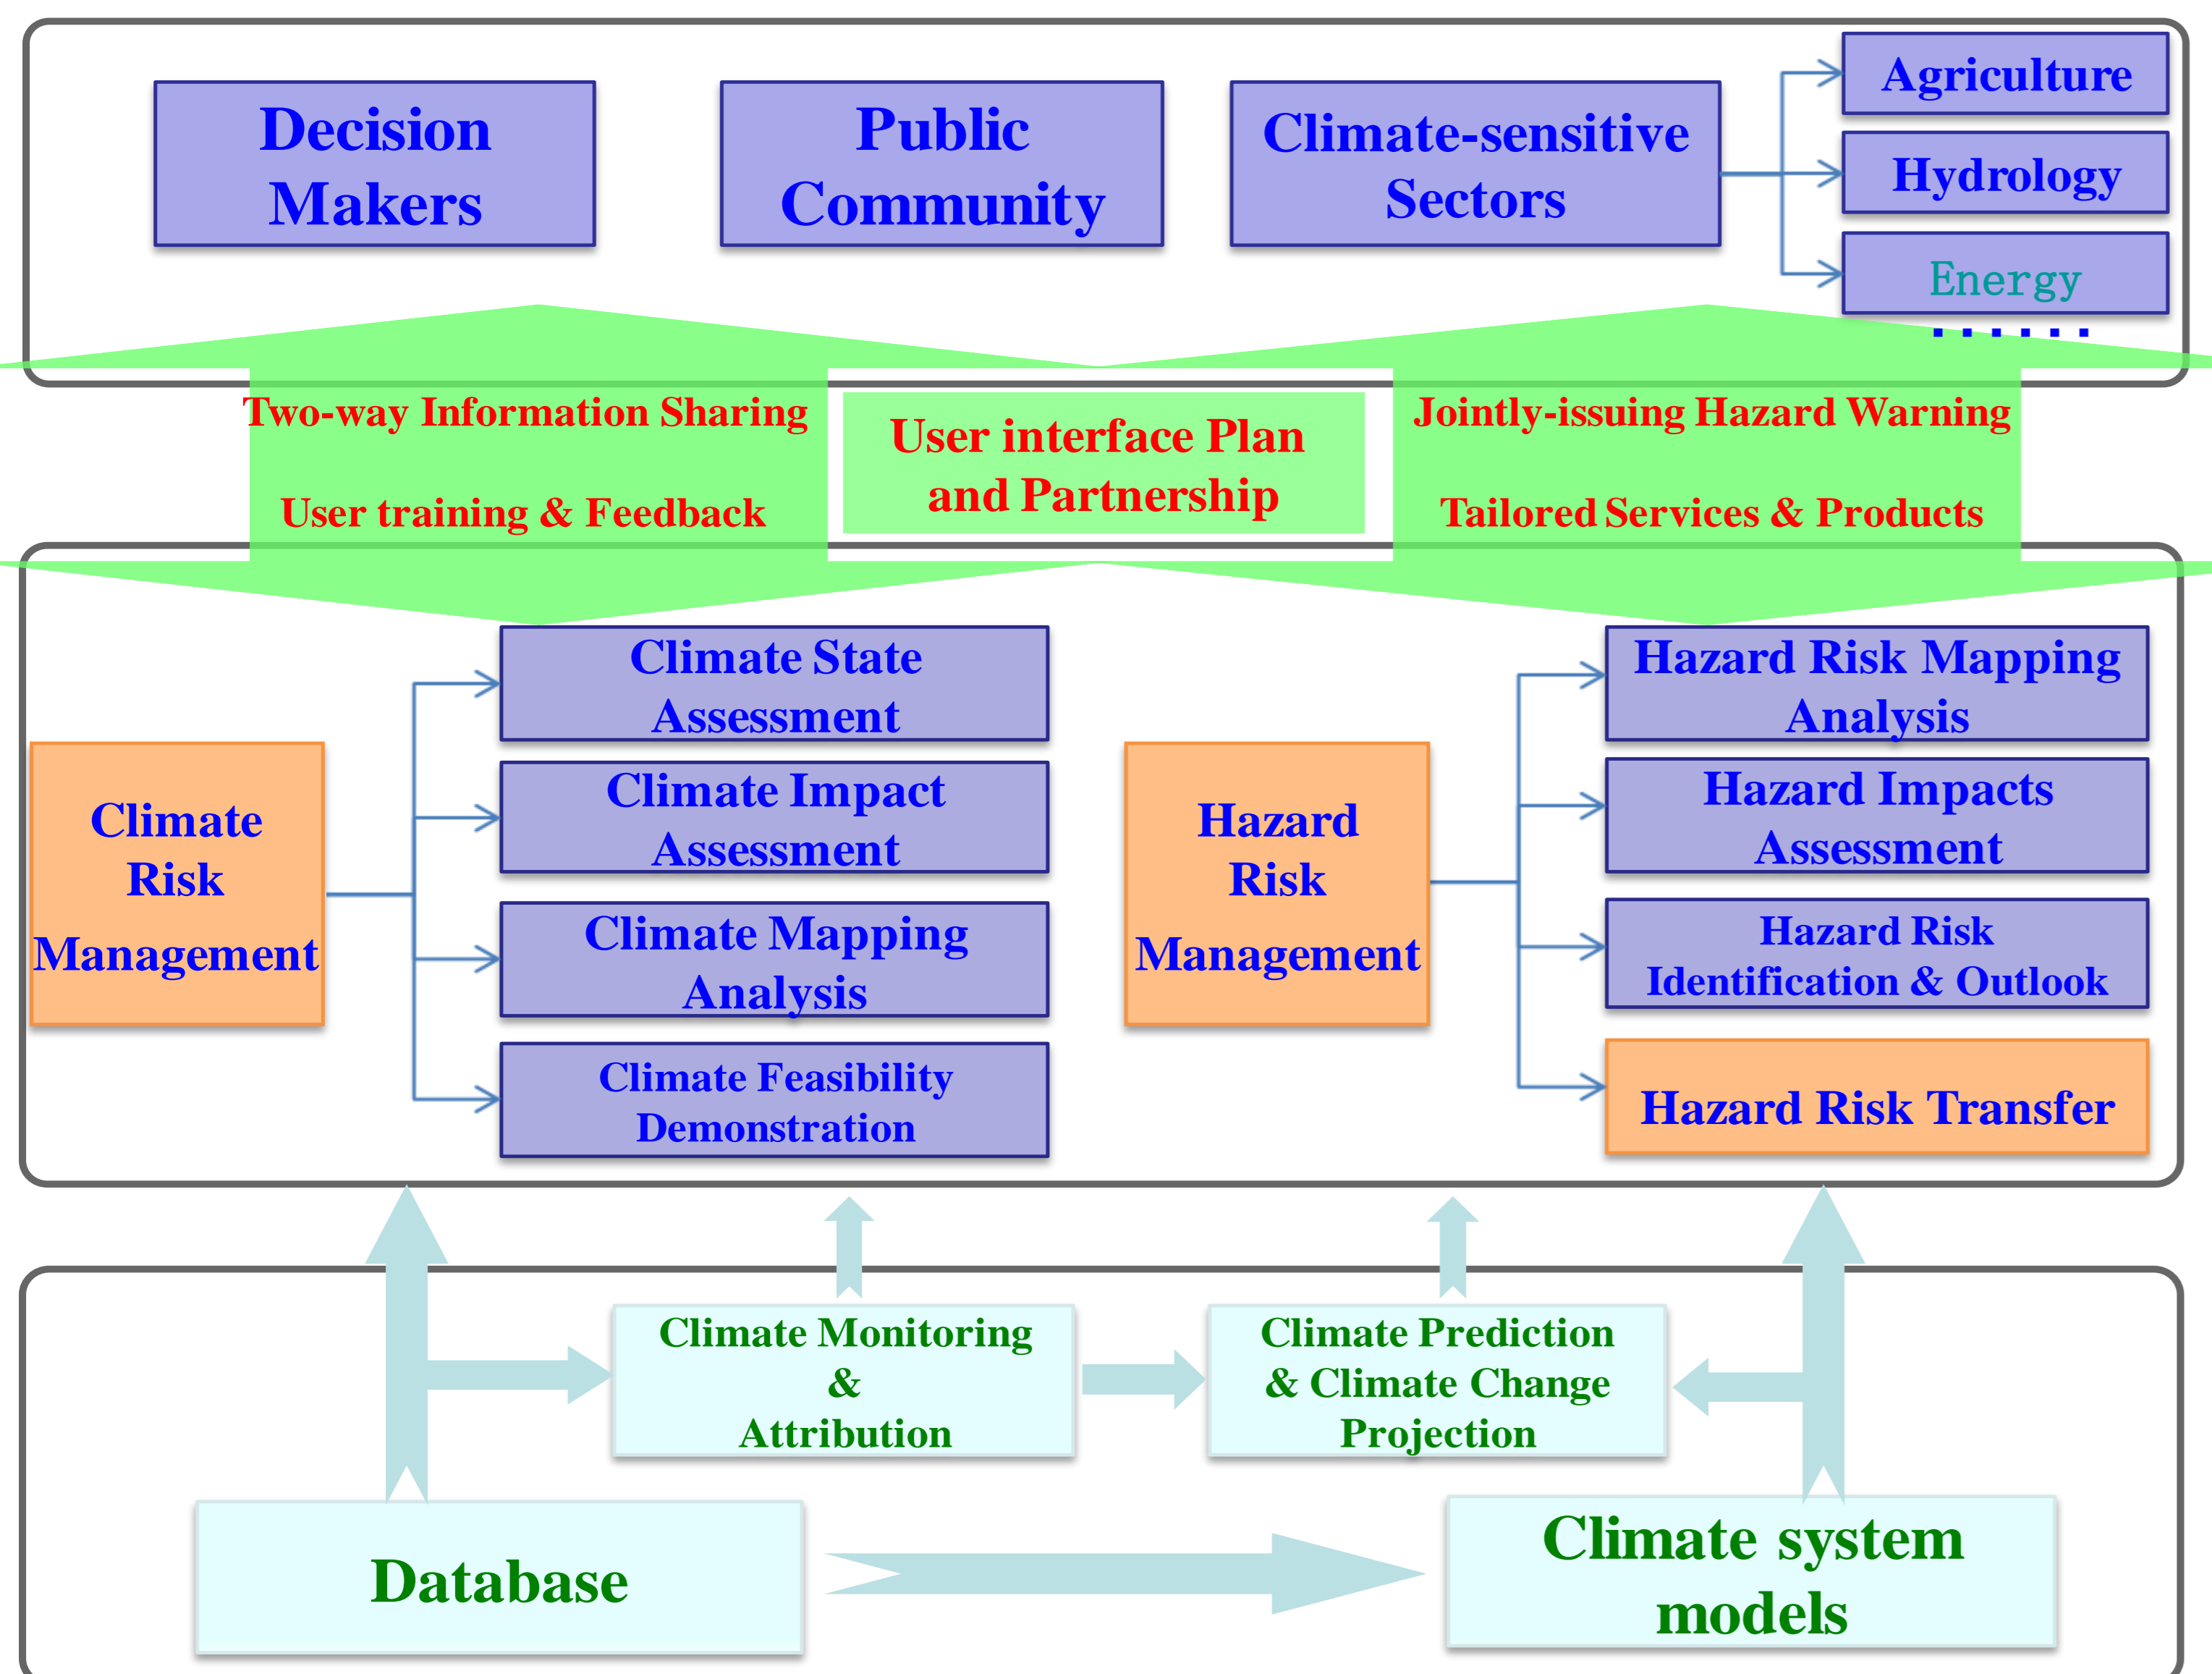 Decision
Makers
Public
Community
Climate-sensitive
Sectors
Agriculture
Hydrology
Energy
......
Two-way Information Sharing
User training & Feedback
User interface Plan
and Partnership
Jointly-issuing Hazard Warning
Tailored Services & Products
Climate
Risk
Management
Climate State
Assessment
Climate Impact
Assessment
Climate Mapping
Analysis
Climate Feasibility
Demonstration
Hazard
Risk
Management
Hazard Risk Mapping
Analysis
Hazard Impacts
Assessment
Hazard Risk
Identification & Outlook
Hazard Risk Transfer
Climate Monitoring
&
Attribution
Climate Prediction
& Climate Change
Projection
Database
Climate system
models